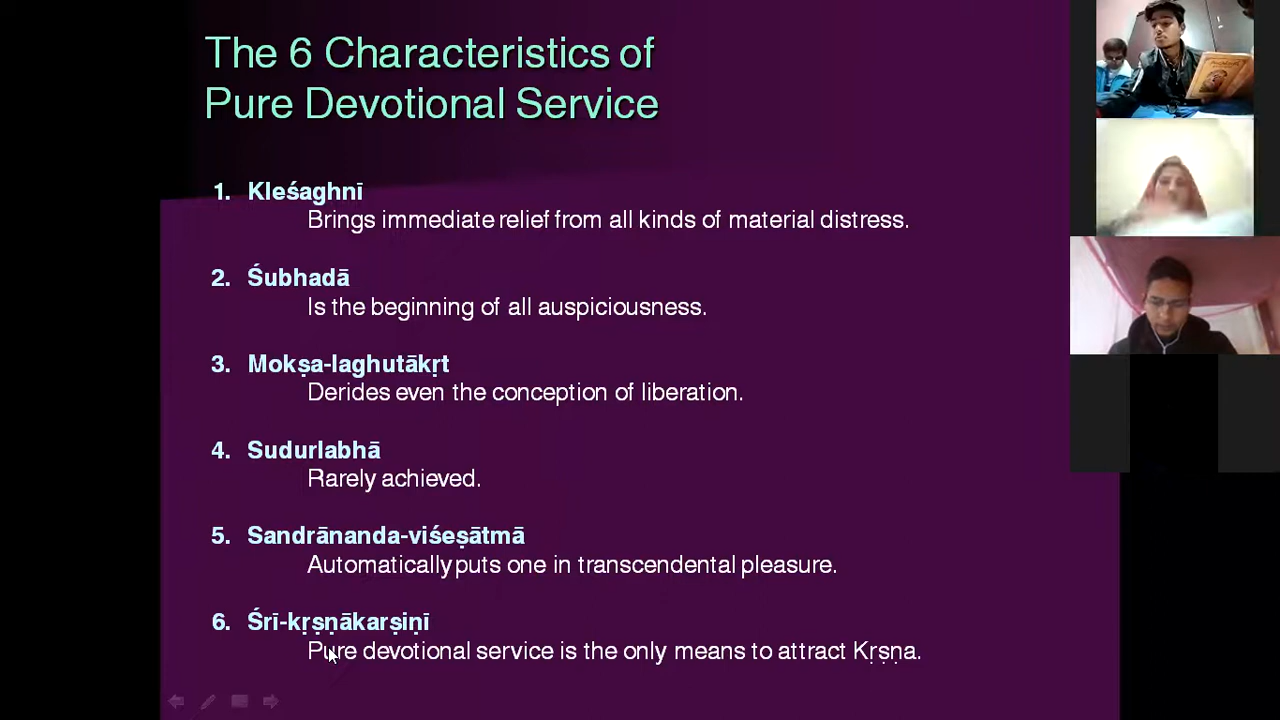 The 6 Characteristics of
Pure Devotional Service
1. Kleśaghnī
Brings immediate relief from all kinds of material distress.
2. Śubhadā
Is the beginning of all auspiciousness.
3. Mokṣa-laghutākṛt
Derides even the conception of liberation.
4. Sudurlabhā
Rarely achieved.
5. Sandrānanda-viśeṣātmā
Automatically puts one in transcendental pleasure.
6. Śrī-kṛṣṇākarṣiṇī
Pure devotional service is the only means to attract Kṛṣṇa.